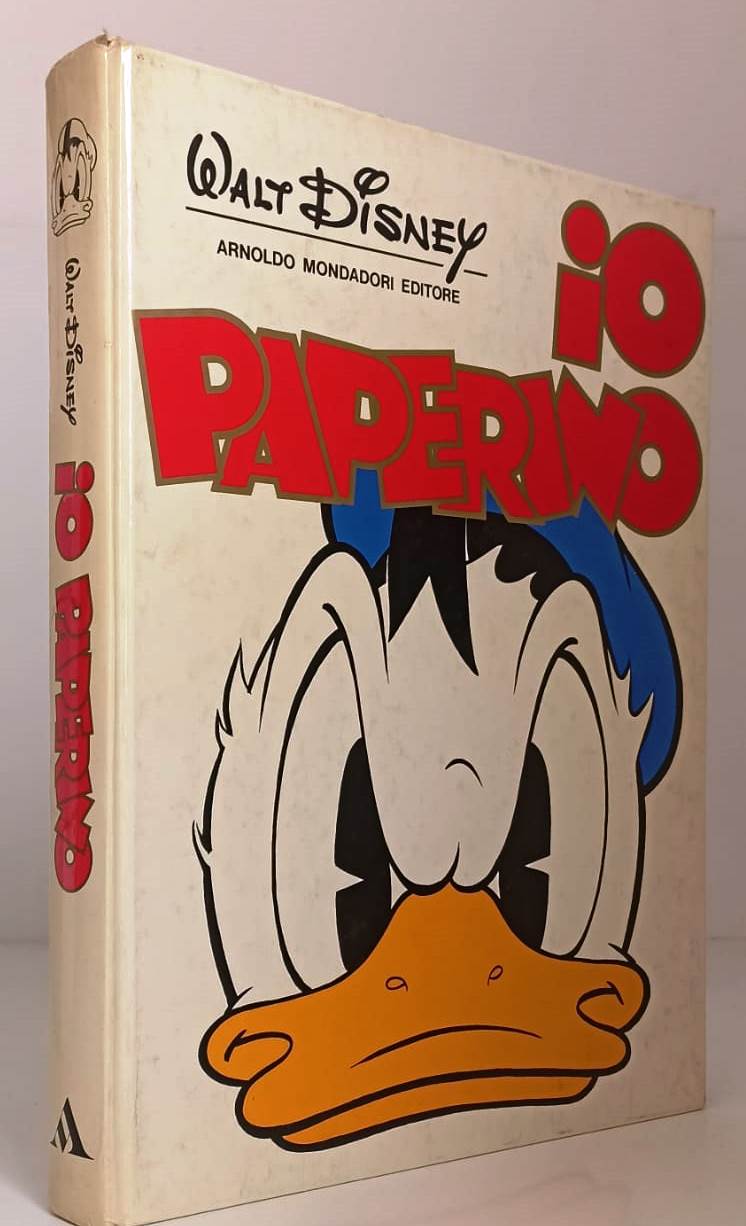 WALT DISNEY
ARNOLDO MONDADORI EDITORE
iO
PAPERINO
WALT DISNEY
iO PAPERINO